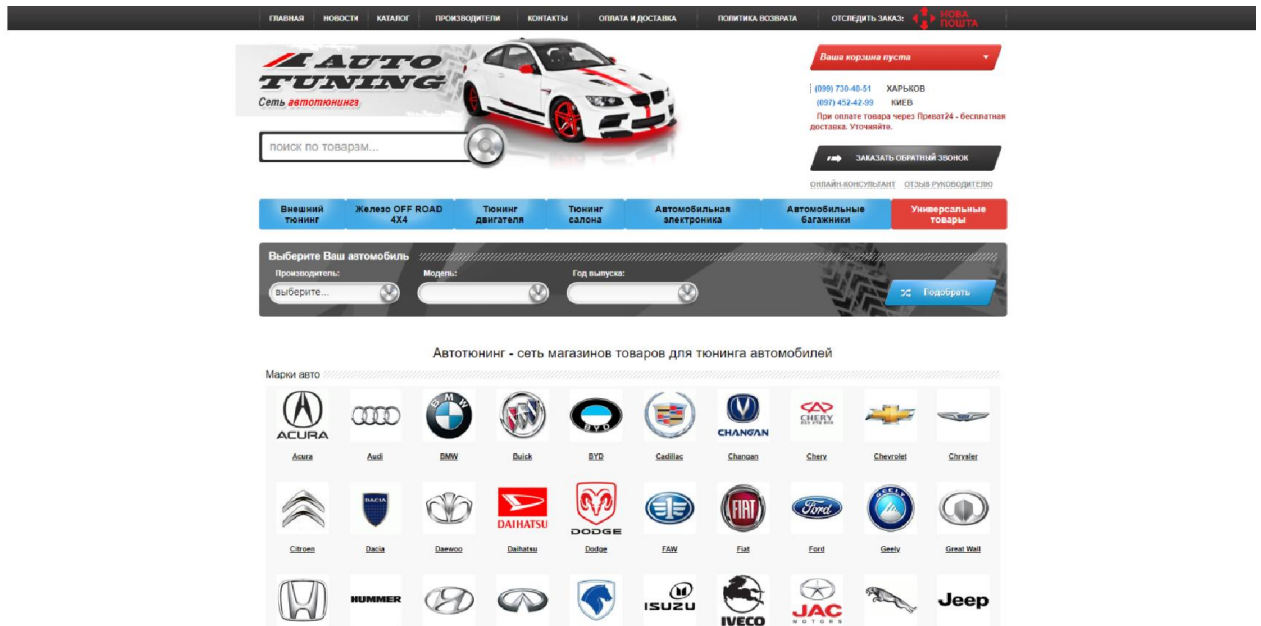 ГЛАВНАЯ НОВОСТИ КАТАЛОГ ПРОИЗВОДИТЕЛИ КОНТАКТЫ ОПЛАТА И ДОСТАВКА ПОЛИТИКА ВОЗВРАТА ОТСЛЕДИТЬ ЗАКАЗ: НОВА ПОШТА
AUTO
TUNING
Сеть автотюнинга
поиск по товарам...
Ваша корзина пуста
(099) 730-40-51 ХАРЬКОВ
(097) 452-42-99 КИЕВ
При оплате товара через Приват24 - бесплатная
доставка. Уточняйте.
ЗАКАЗАТЬ ОБРАТНЫЙ ЗВОНОК
ОНЛАЙН-КОНСУЛЬТАНТ ОТЗЫВ РУКОВОДИТЕЛЮ
Внешний тюнинг
Железо OFF ROAD 4X4
Тюнинг двигателя
Тюнинг салона
Автомобильная электроника
Автомобильные багажники
Универсальные товары
Выберите Ваш автомобиль
Производитель: Модель: Год выпуска:
выберите...
Подобрать
Автотюнинг - сеть магазинов товаров для тюнинга автомобилей
Марки авто
ACURA BMW BYD CHANGAN CHERY
Acura Audi BMW Buick BYD Cadillac Changan Chery Chevrolet Chrysler
DACIA DAIHATSU DODGE FIAT Ford GEELY
Citroen Dacia Daewoo Daihatsu Dodge FAW Fiat Ford Geely Great Wall
HUMMER ISUZU IVECO JAC MOTORS Jeep